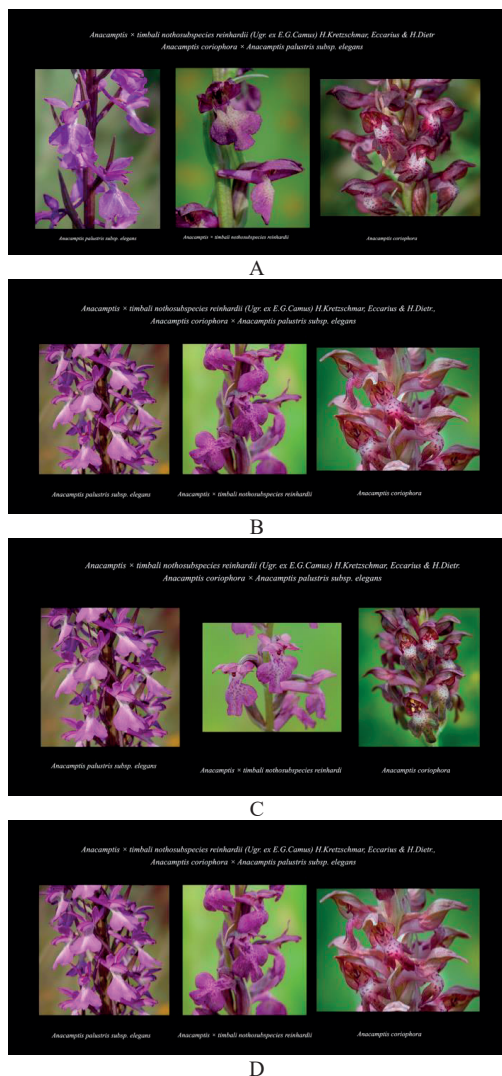 Anacamptis × timbali nothosubspecies reinhardii (Ugr. ex E.G.Camus) H.Kretzschmar, Eccarius & H.Dietr
Anacamptis coriophora × Anacamptis palustris subsp. elegans
Anacamptis palustris subsp. elegans
Anacamptis × timbali nothosubspecies reinhardii
Anacamptis coriophora
A
Anacamptis × timbali nothosubspecies reinhardii (Ugr. ex E.G.Camus) H.Kretzschmar, Eccarius & H.Dietr.,
Anacamptis coriophora × Anacamptis palustris subsp. elegans
Anacamptis palustris subsp. elegans
Anacamptis × timbali nothosubspecies reinhardii
Anacamptis coriophora
B
Anacamptis × timbali nothosubspecies reinhardii (Ugr. ex E.G.Camus) H.Kretzschmar, Eccarius & H.Dietr.
Anacamptis coriophora × Anacamptis palustris subsp. elegans
Anacamptis palustris subsp. elegans
Anacamptis × timbali nothosubspecies reinhardi
Anacamptis coriophora
C
Anacamptis × timbali nothosubspecies reinhardii (Ugr. ex E.G.Camus) H.Kretzschmar, Eccarius & H.Dietr.,
Anacamptis coriophora × Anacamptis palustris subsp. elegans
Anacamptis palustris subsp. elegans
Anacamptis × timbali nothosubspecies reinhardii
Anacamptis coriophora
D